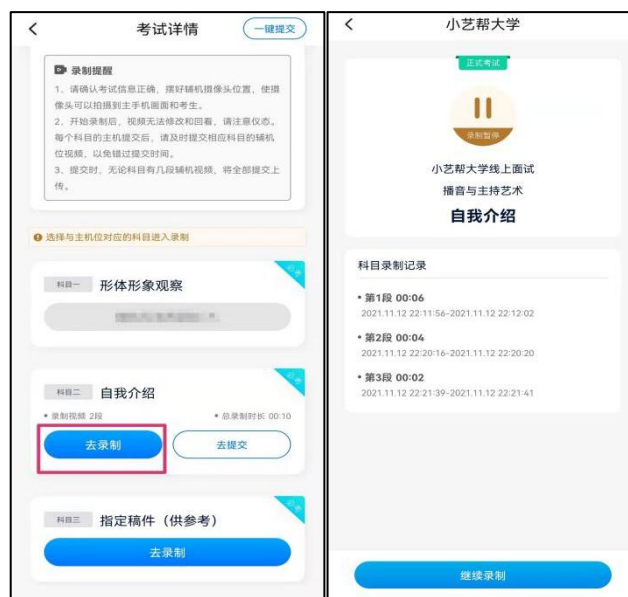 考试详情
一键提交
录制提醒
1、请确认考试信息正确，摆好辅机摄像头位置，使摄
像头可以拍摄到主手机画面和考生。
2、开始录制后，视频无法修改和回看，请注意仪态。
每个科目的主机提交后，请及时提交相应科目的辅机
位视频，以免错过提交时间。
3、提交时，无论科目有几段辅机视频，将全部提交上
传。
选择与主机位对应的科目进入录制
必考
科目一 形体形象观察
必考
科目二 自我介绍
• 录制视频 2段 • 总录制时长 00:10
去录制 去提交
必考
科目三 指定稿件（供参考）
去录制
小艺帮大学
正式考试
录制暂停
小艺帮大学线上面试
播音与主持艺术
自我介绍
科目录制记录
• 第1段 00:06
2021.11.12 22:11:56-2021.11.12 22:12:02
• 第2段 00:04
2021.11.12 22:20:16-2021.11.12 22:20:20
• 第3段 00:02
2021.11.12 22:21:39-2021.11.12 22:21:41
继续录制